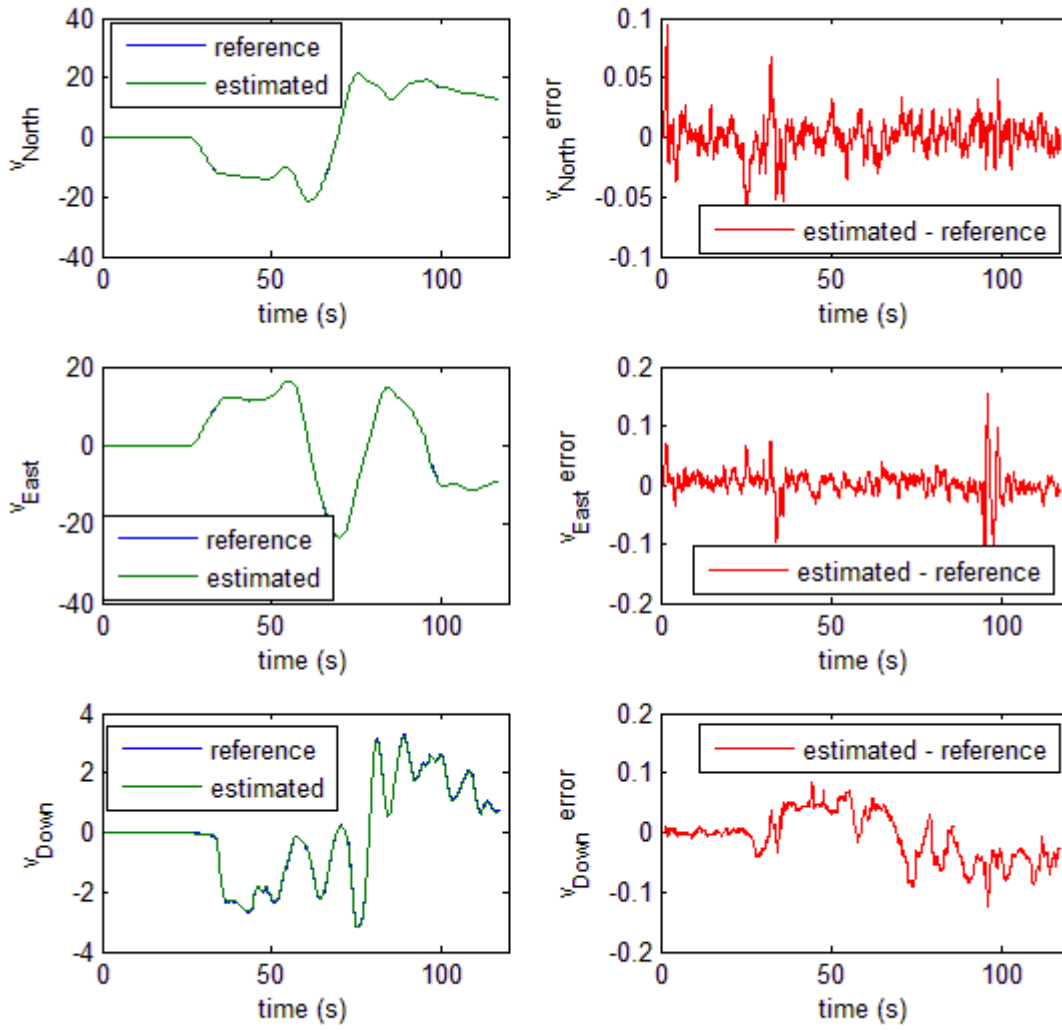 40
20
0
-20
-40
v_North
reference
estimated
0
50
100
time (s)
0.1
0.05
0
-0.05
-0.1
v_North error
estimated - reference
0
50
100
time (s)
20
0
-20
-40
v_East
reference
estimated
0
50
100
time (s)
0.2
0.1
0
-0.1
-0.2
v_East error
estimated - reference
0
50
100
time (s)
4
2
0
-2
-4
v_Down
reference
estimated
0
50
100
time (s)
0.2
0.1
0
-0.1
-0.2
v_Down error
estimated - reference
0
50
100
time (s)